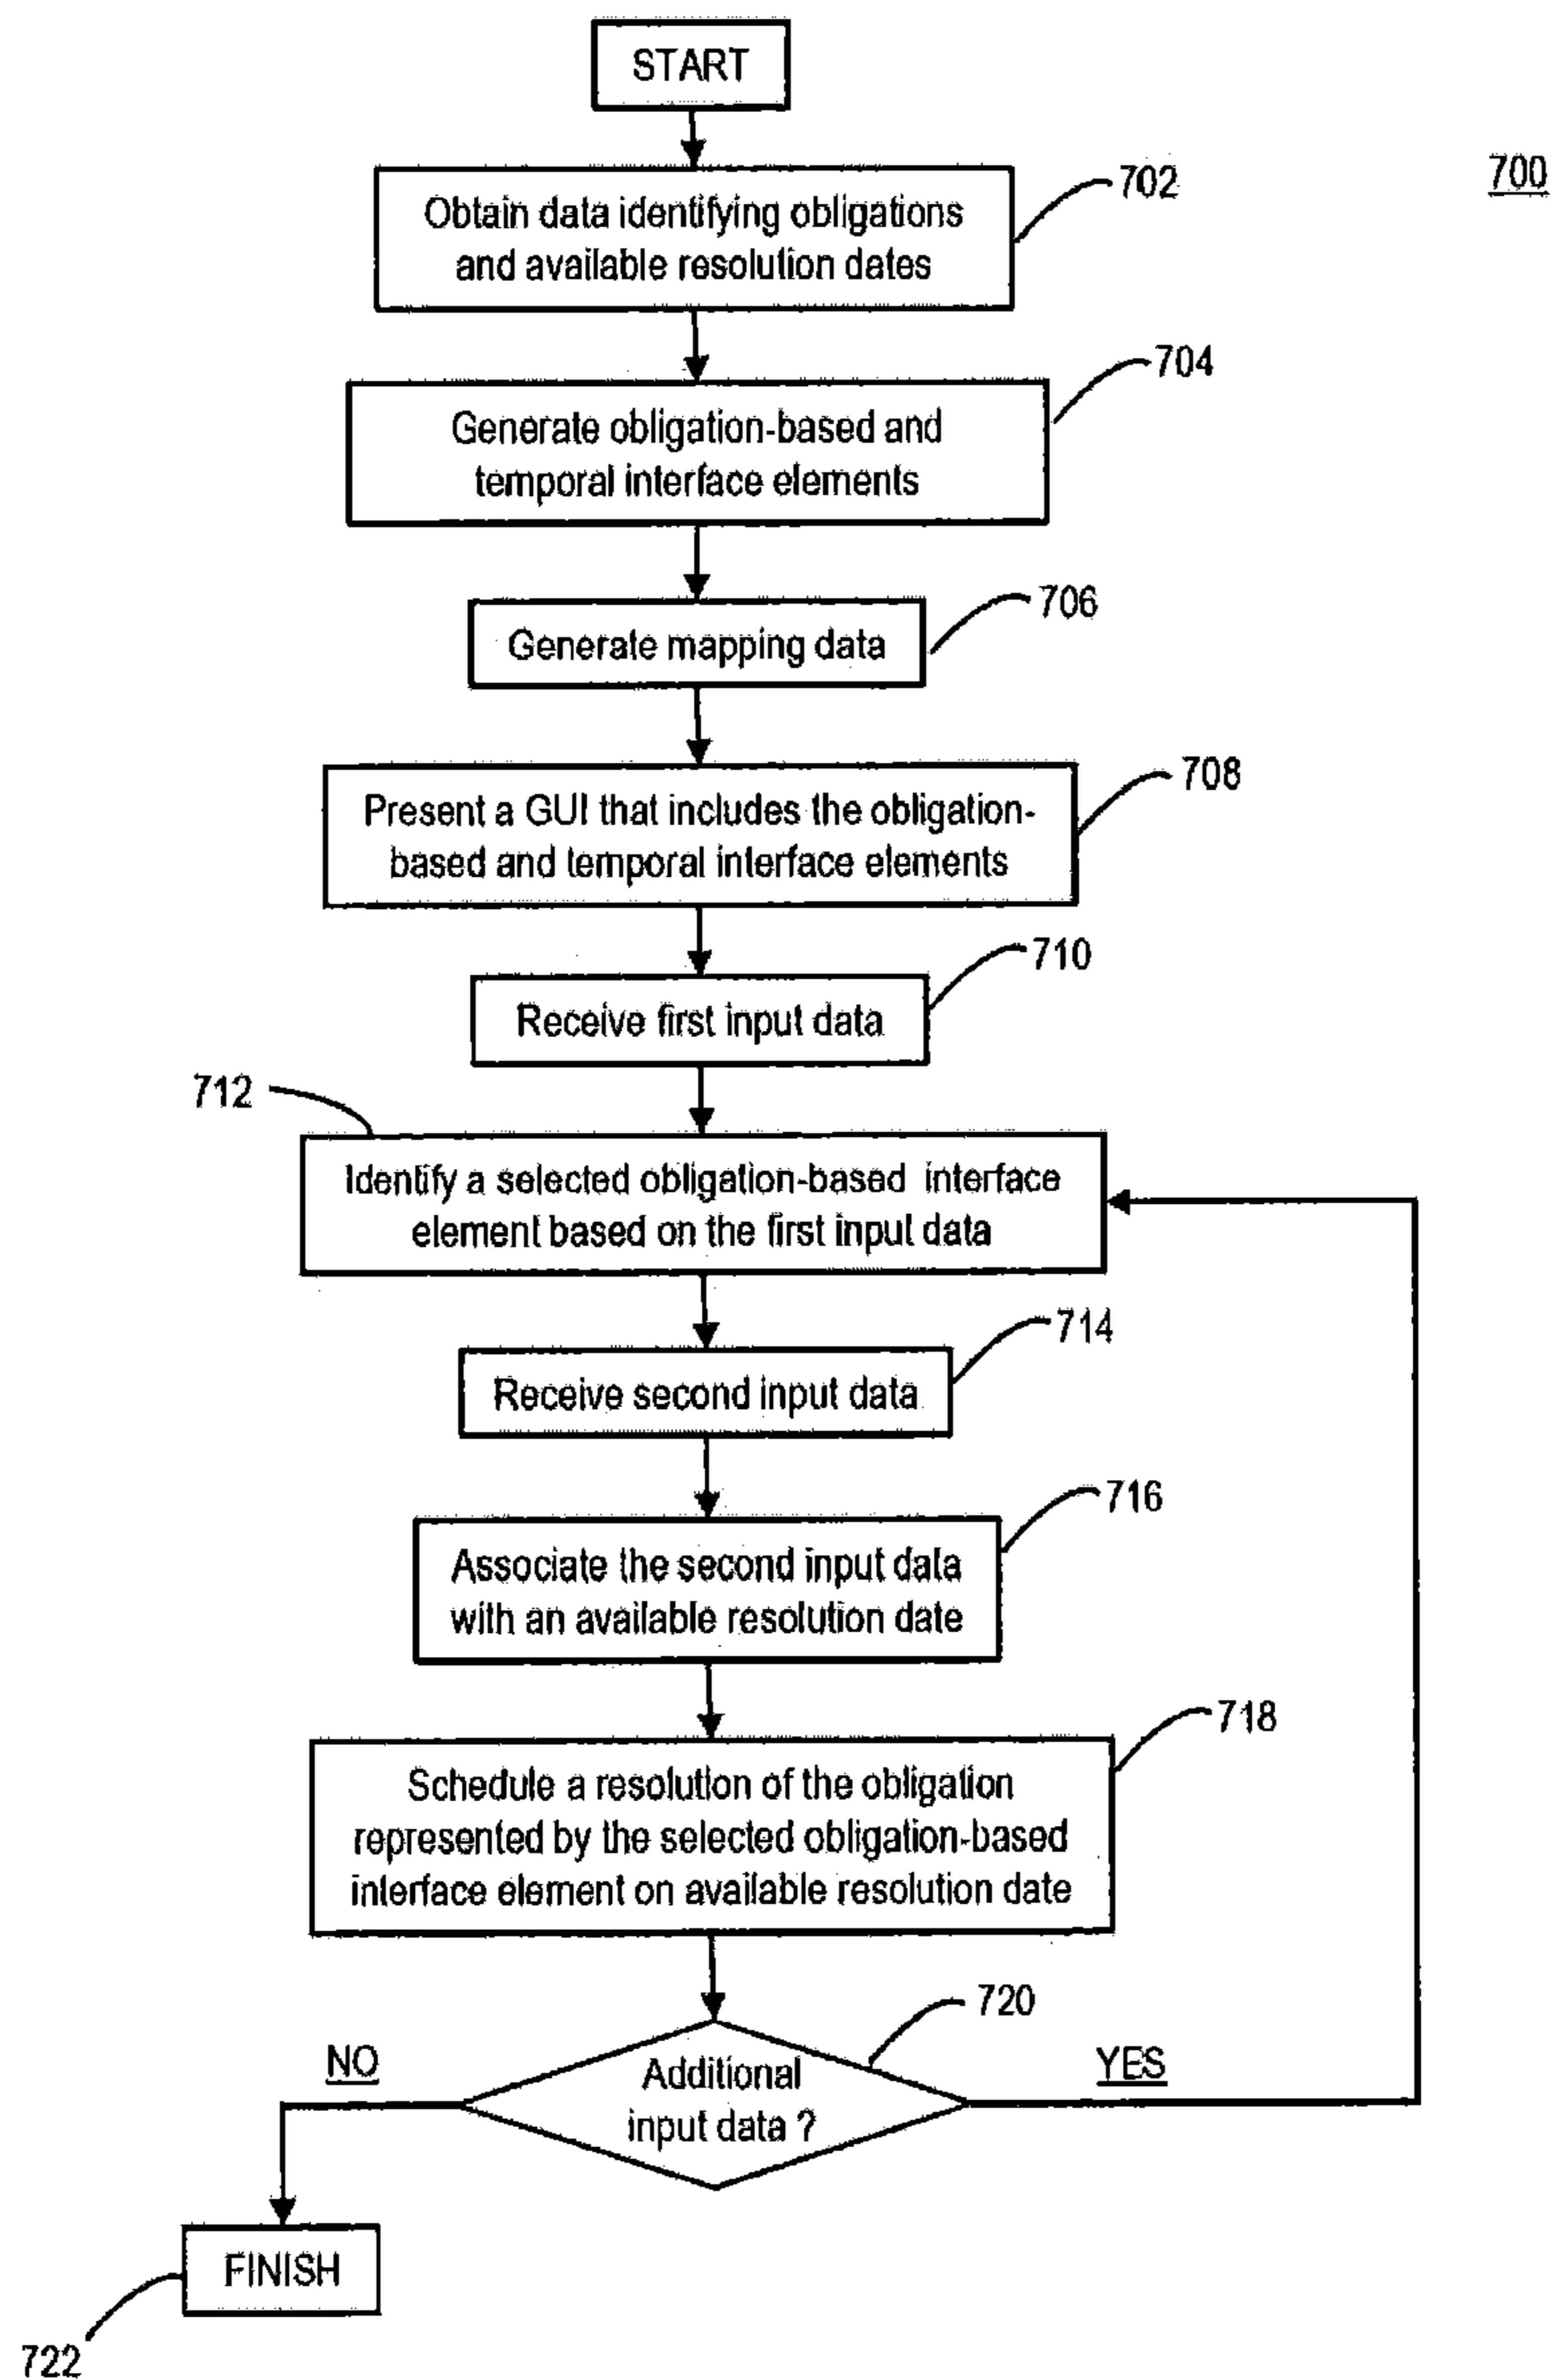 START
700
702
Obtain data identifying obligations
and available resolution dates
704
Generate obligation-based and
temporal interface elements
706
Generate mapping data
708
Present a GUI that includes the obligation-
based and temporal interface elements
710
Receive first input data
712
Identify a selected obligation-based interface
element based on the first input data
714
Receive second input data
716
Associate the second input data
with an available resolution date
718
Schedule a resolution of the obligation
represented by the selected obligation-based
interface element on available resolution date
720
NO
Additional
input data ?
YES
FINISH
722